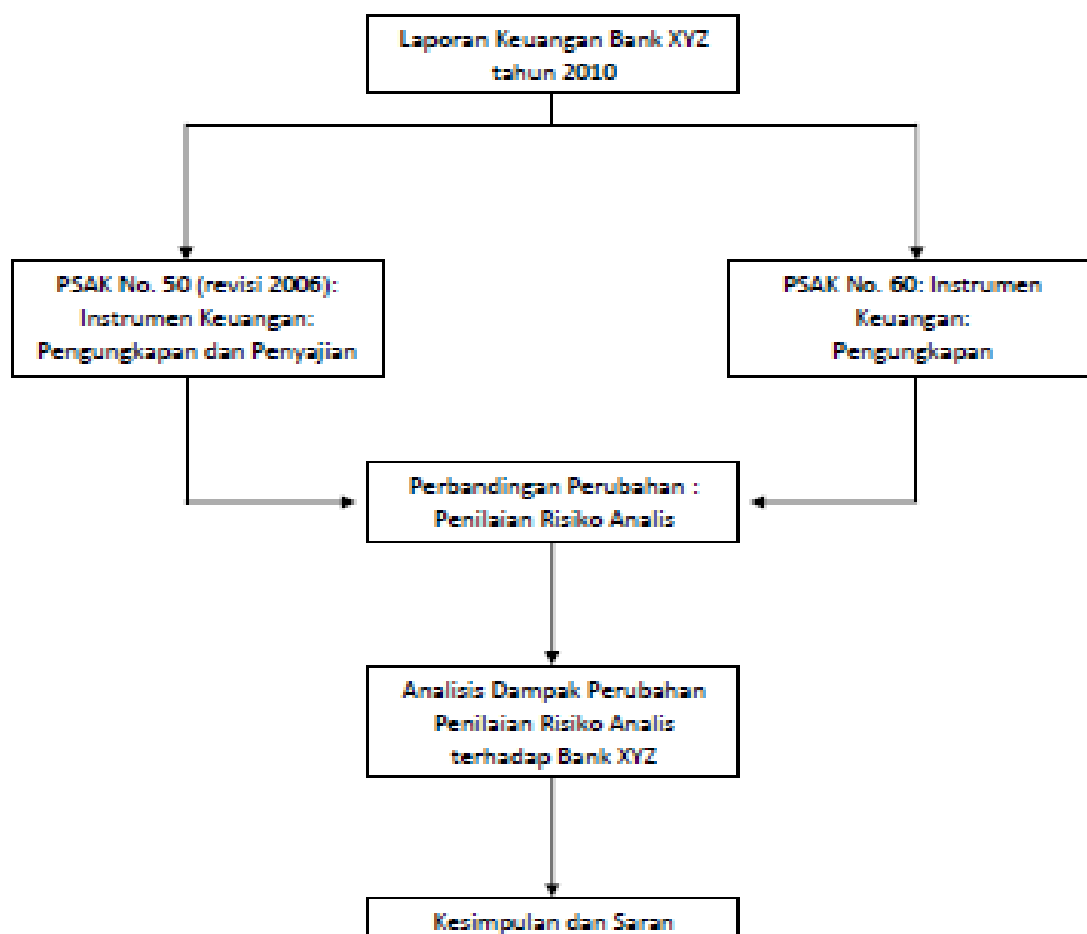 Laporan Keuangan Bank XYZ
tahun 2010
PSAK No. 50 (revisi 2006):
Instrumen Keuangan:
Pengungkapan dan Penyajian
PSAK No. 60: Instrumen
Keuangan:
Pengungkapan
Perbandingan Perubahan :
Penilaian Risiko Analis
Analisis Dampak Perubahan
Penilaian Risiko Analis
terhadap Bank XYZ
Kesimpulan dan Saran